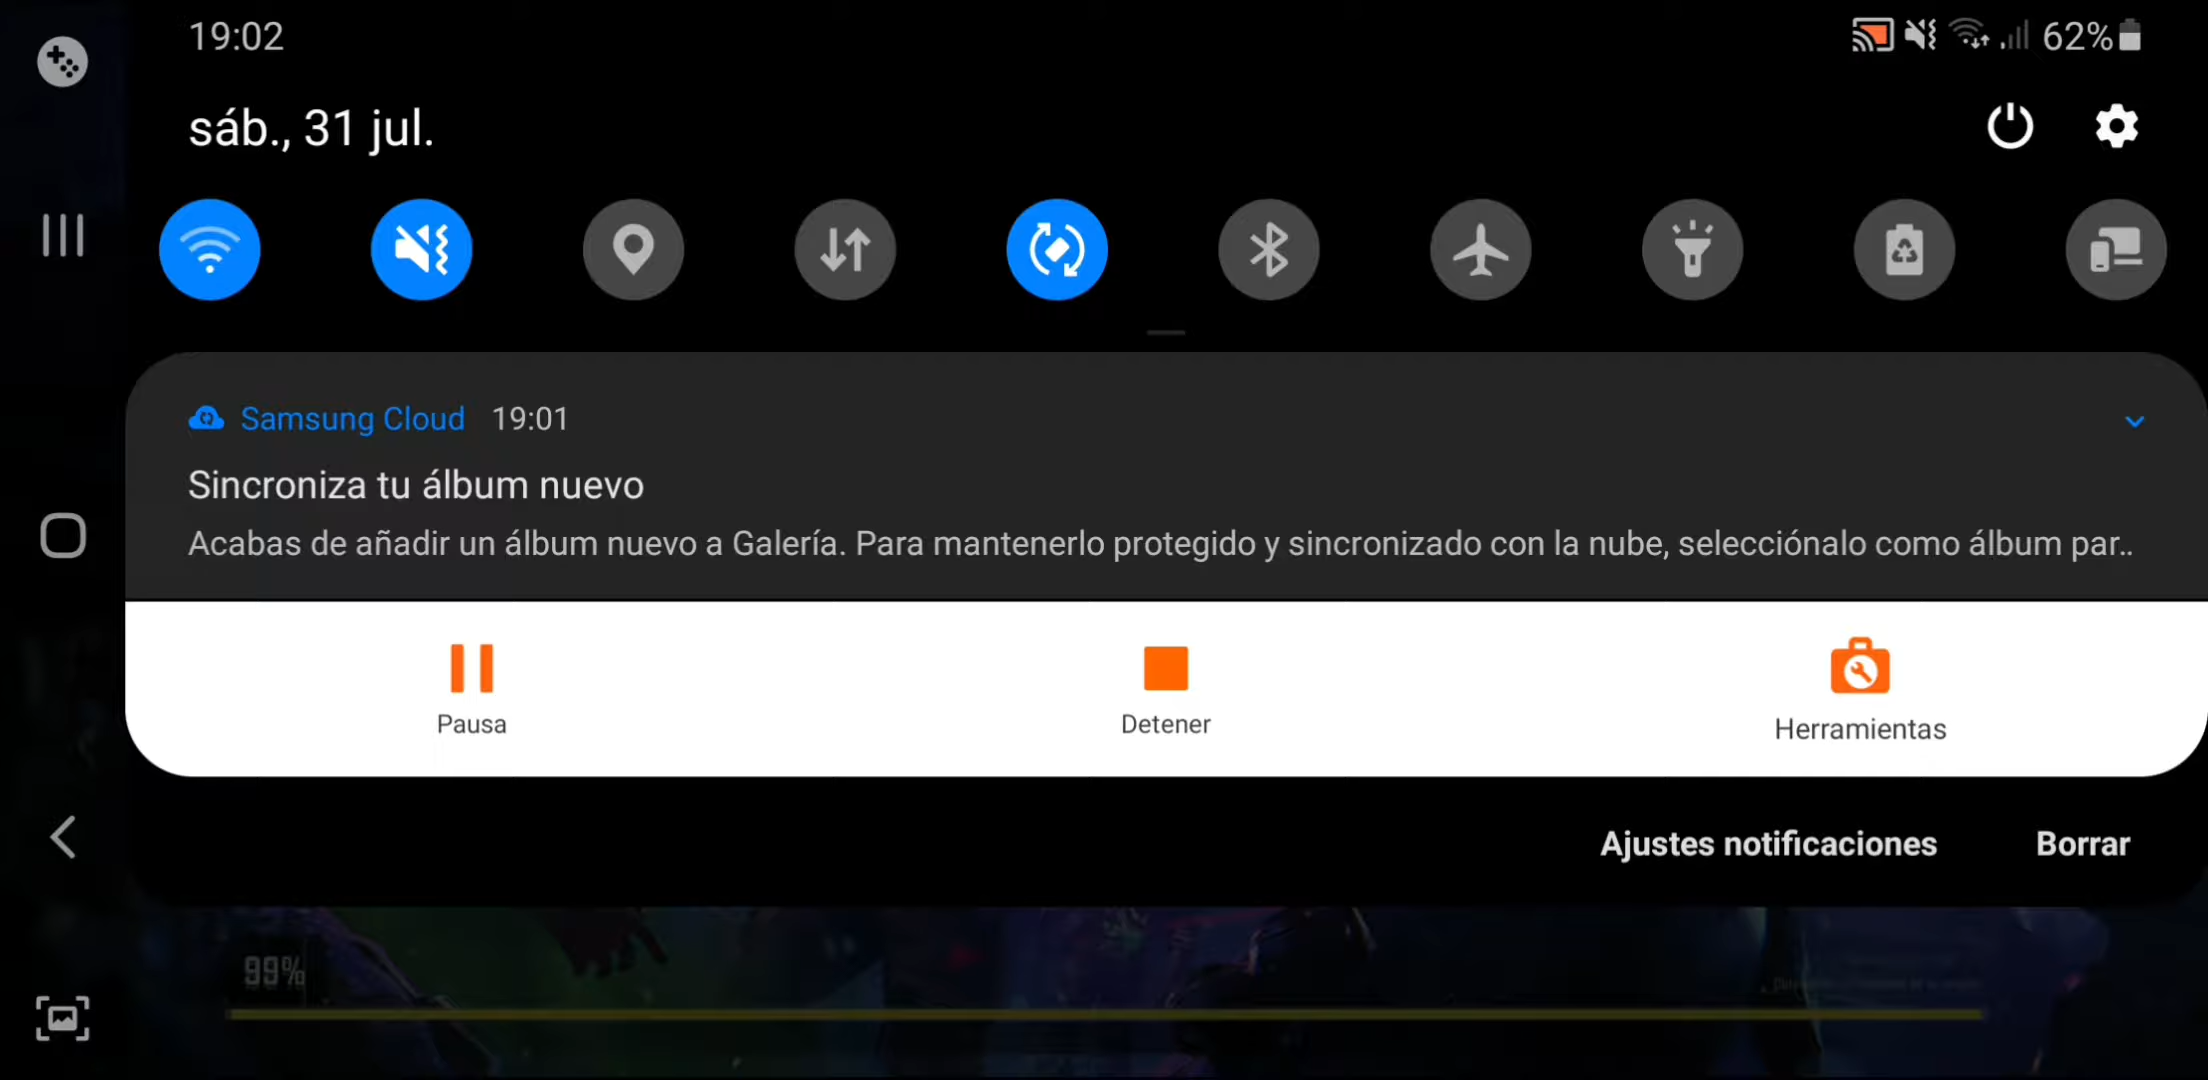 19:02
62%
sáb., 31 jul.
Samsung Cloud 19:01
Sincroniza tu álbum nuevo
Acabas de añadir un álbum nuevo a Galería. Para mantenerlo protegido y sincronizado con la nube, selecciónalo como álbum par..
Pausa
Detener
Herramientas
Ajustes notificaciones
Borrar
99%